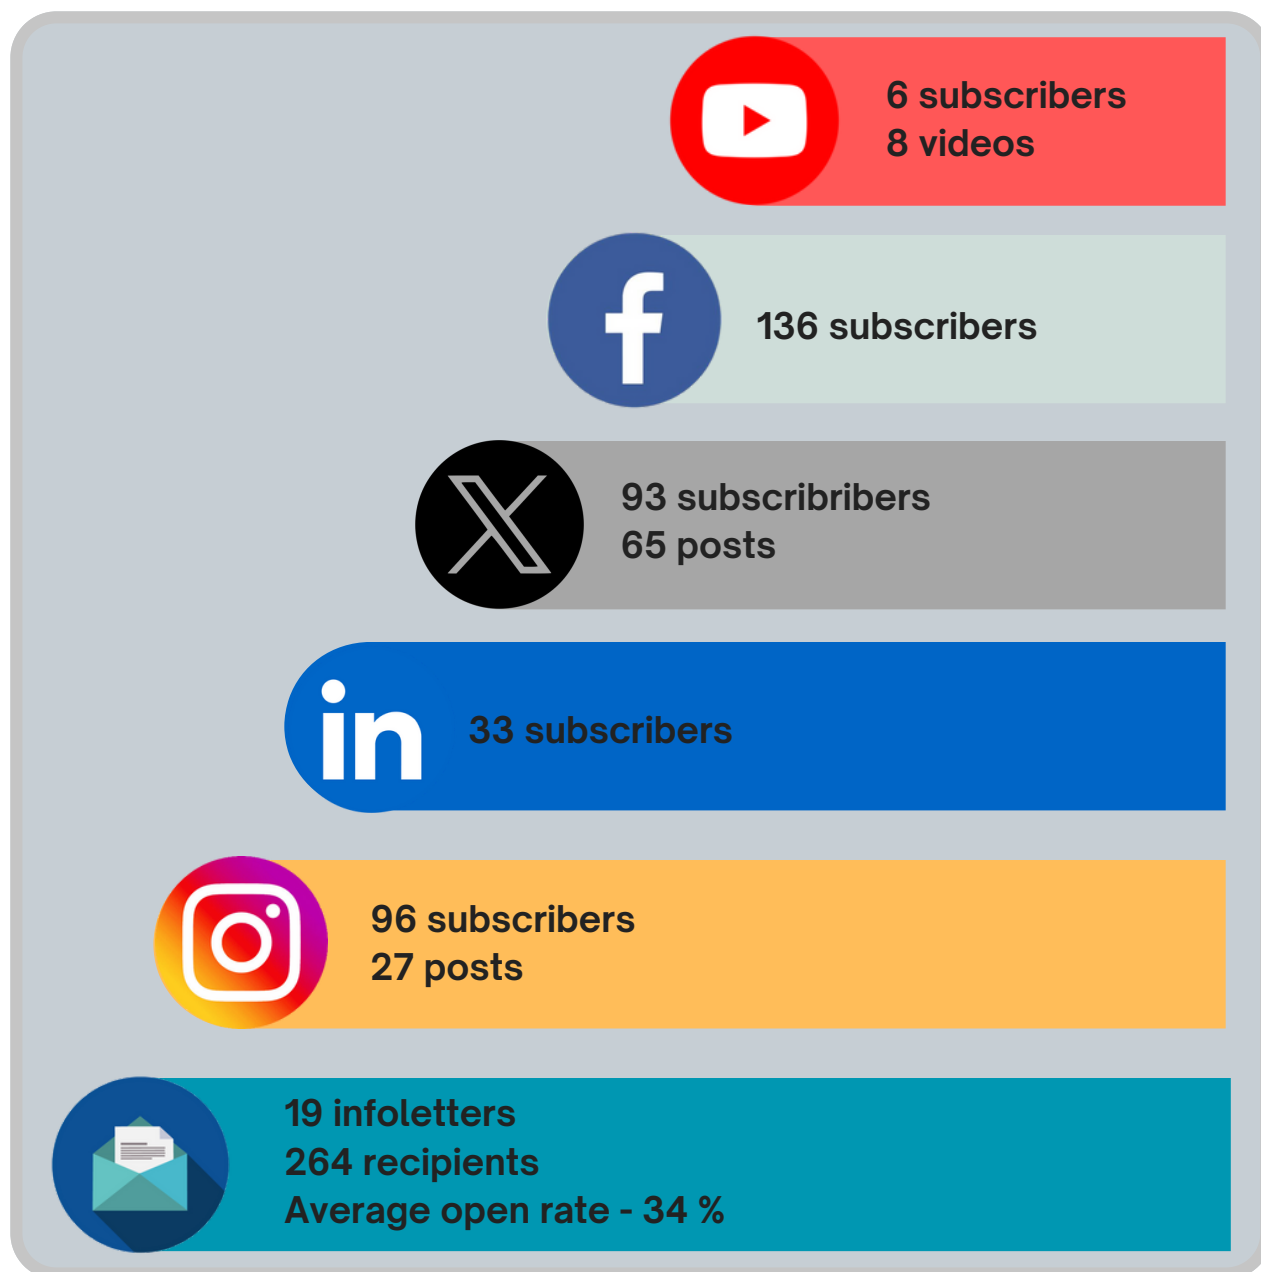 6 subscribers
8 videos
136 subscribers
93 subscribribers
65 posts
in
33 subscribers
96 subscribers
27 posts
19 infoletters
264 recipients
Average open rate - 34 %